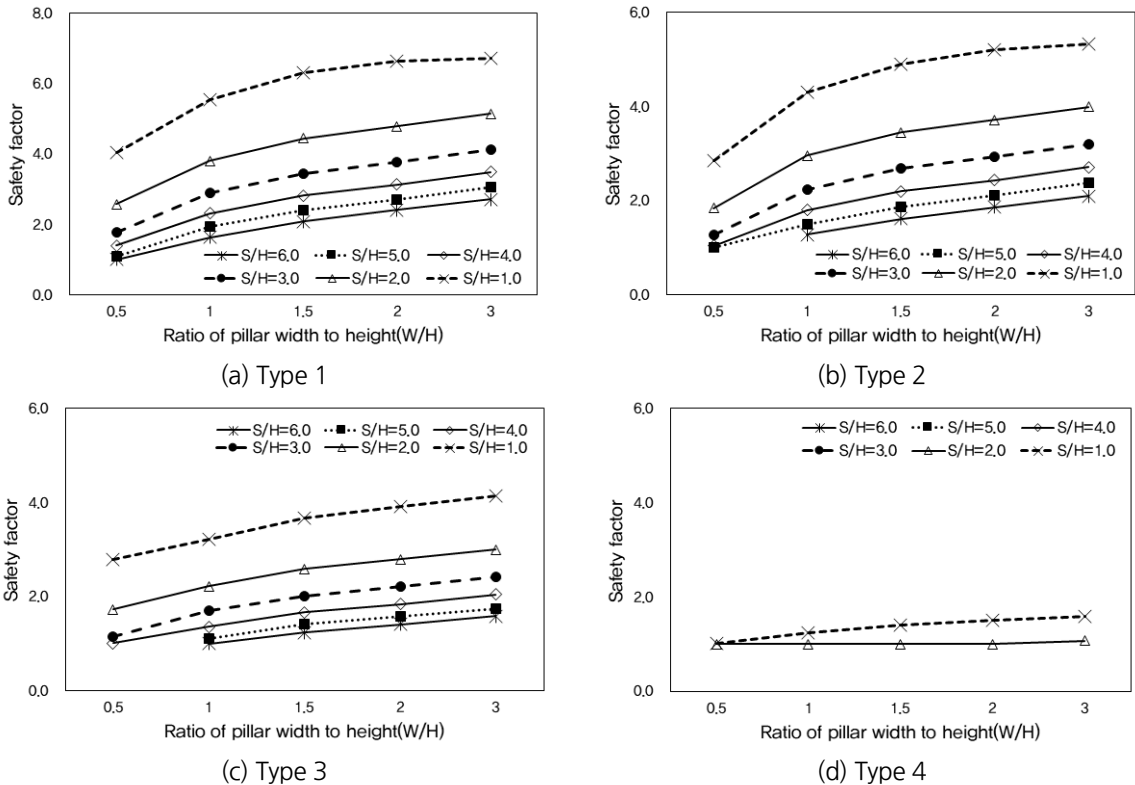 8.0
6.0
4.0
2.0
0.0
Safety factor
S/H=6.0 S/H=5.0 S/H=4.0
S/H=3.0 S/H=2.0 S/H=1.0
0.5 1 1.5 2 3
Ratio of pillar width to height(W/H)
(a) Type 1
6.0
4.0
2.0
0.0
Safety factor
S/H=6.0 S/H=5.0 S/H=4.0
S/H=3.0 S/H=2.0 S/H=1.0
0.5 1 1.5 2 3
Ratio of pillar width to height(W/H)
(b) Type 2
6.0
4.0
2.0
0.0
Safety factor
S/H=6.0 S/H=5.0 S/H=4.0
S/H=3.0 S/H=2.0 S/H=1.0
0.5 1 1.5 2 3
Ratio of pillar width to height(W/H)
(c) Type 3
6.0
4.0
2.0
0.0
Safety factor
S/H=6.0 S/H=5.0 S/H=4.0
S/H=3.0 S/H=2.0 S/H=1.0
0.5 1 1.5 2 3
Ratio of pillar width to height(W/H)
(d) Type 4